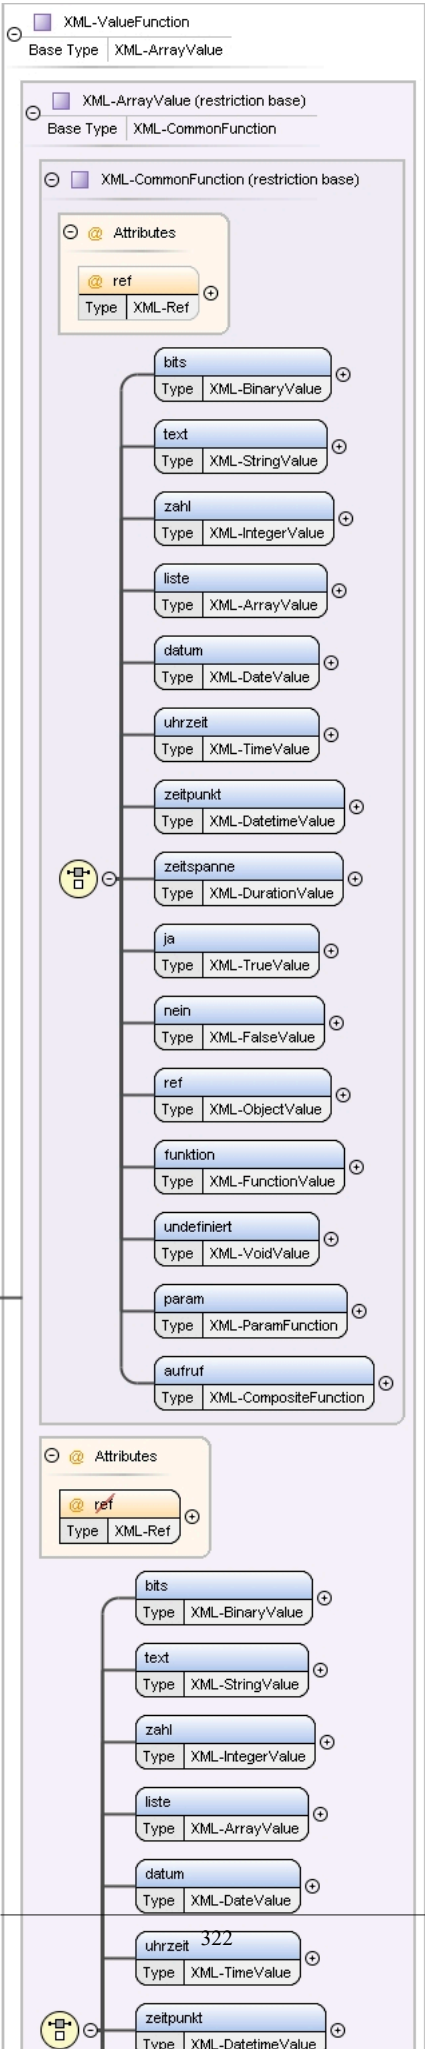 XML-ValueFunction
Base Type XML-ArrayValue
XML-ArrayValue (restriction base)
Base Type XML-CommonFunction
XML-CommonFunction (restriction base)
@ Attributes
@ ref
Type XML-Ref
bits
Type XML-BinaryValue
text
Type XML-StringValue
zahl
Type XML-IntegerValue
liste
Type XML-ArrayValue
datum
Type XML-DateValue
uhrzeit
Type XML-TimeValue
zeitpunkt
Type XML-DatetimeValue
zeitspanne
Type XML-DurationValue
ja
Type XML-TrueValue
nein
Type XML-FalseValue
ref
Type XML-ObjectValue
funktion
Type XML-FunctionValue
undefiniert
Type XML-VoidValue
param
Type XML-ParamFunction
aufruf
Type XML-CompositeFunction
@ Attributes
@ ref
Type XML-Ref
bits
Type XML-BinaryValue
text
Type XML-StringValue
zahl
Type XML-IntegerValue
liste
Type XML-ArrayValue
datum
Type XML-DateValue
uhrzeit 322
Type XML-TimeValue
zeitpunkt
Type XML-DatetimeValue